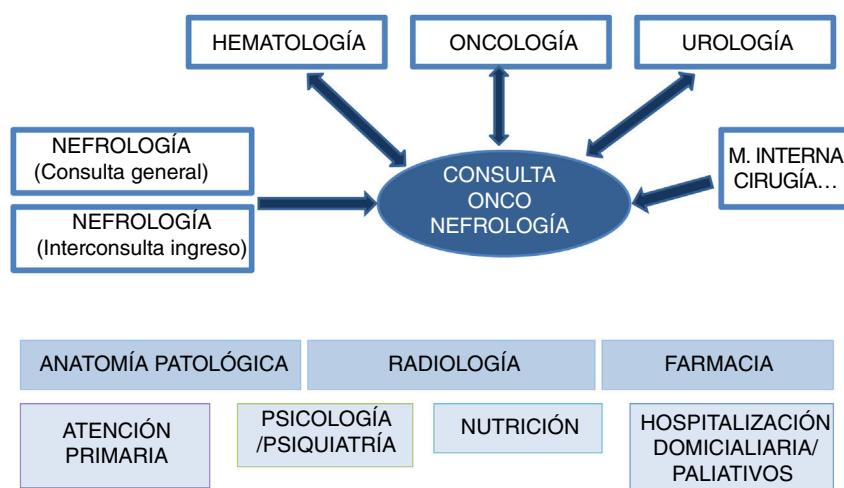 HEMATOLOGÍA
ONCOLOGÍA
UROLOGÍA
NEFROLOGÍA
(Consulta general)
NEFROLOGÍA
(Interconsulta ingreso)
CONSULTA
ONCO
NEFROLOGÍA
M. INTERNA
CIRUGÍA…
ANATOMÍA PATOLÓGICA
RADIOLOGÍA
FARMACIA
ATENCIÓN
PRIMARIA
PSICOLOGÍA
/PSIQUIATRÍA
NUTRICIÓN
HOSPITALIZACIÓN
DOMICIALIARIA/
PALIATIVOS